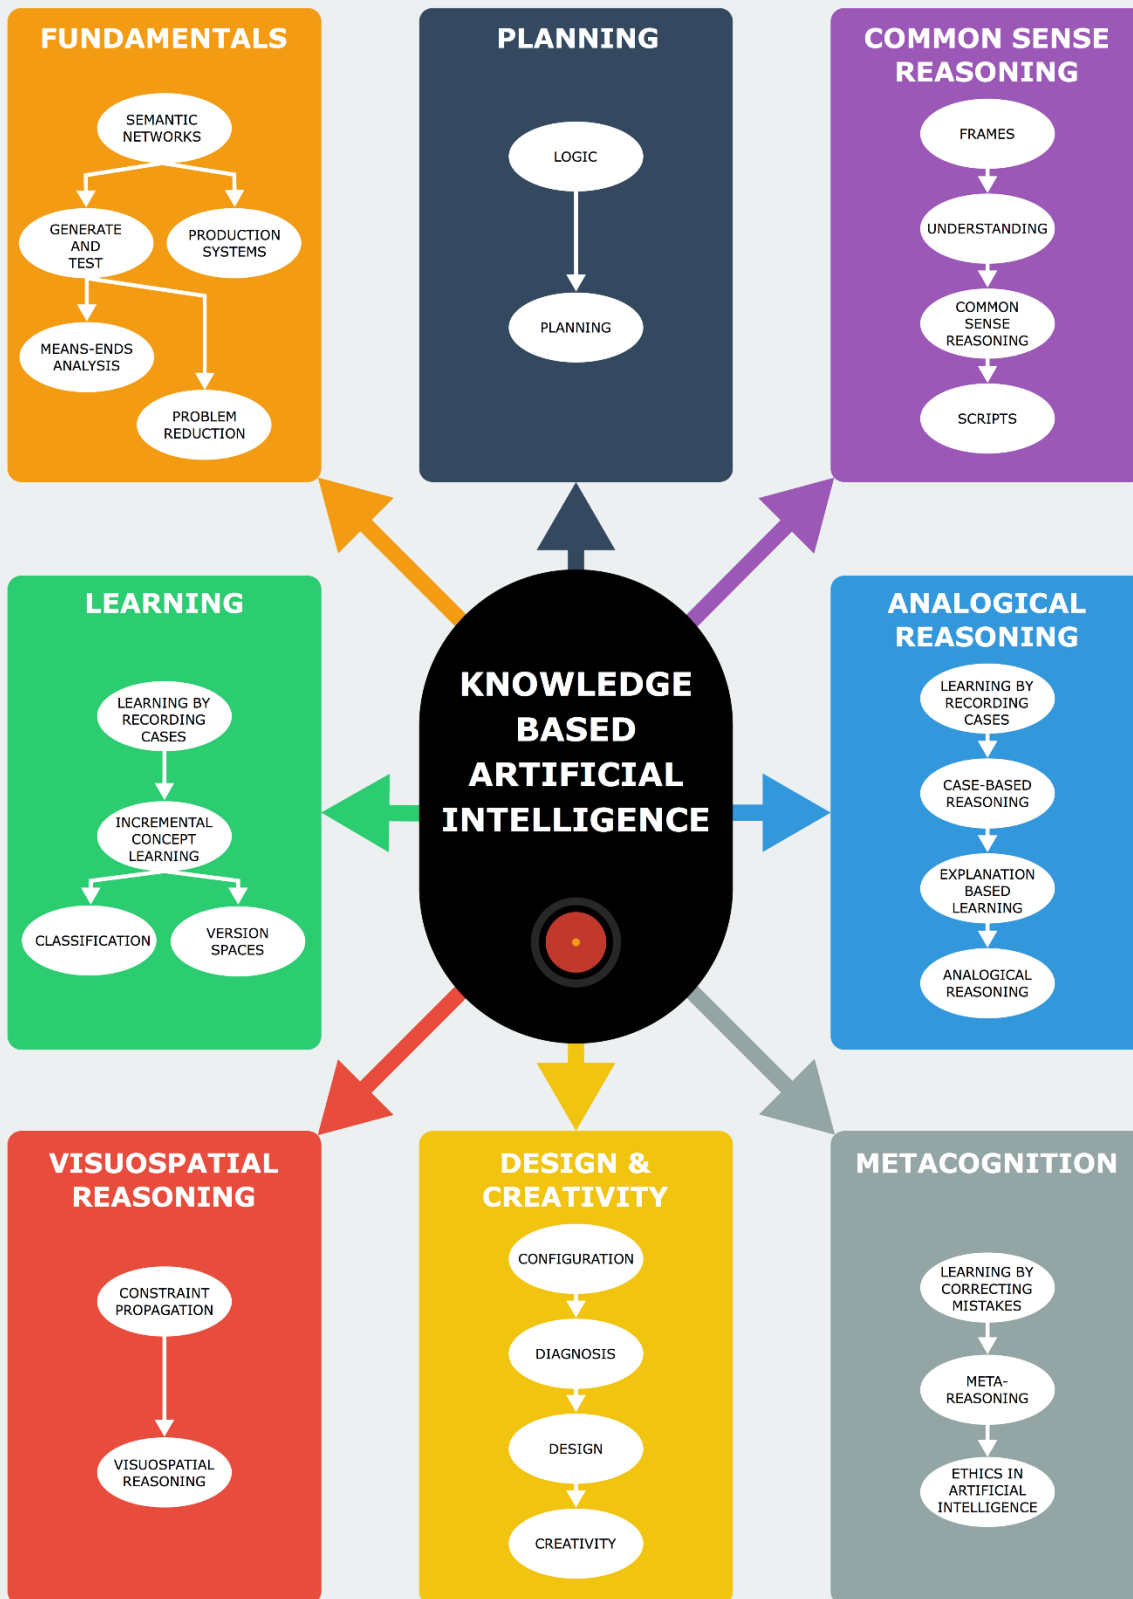 FUNDAMENTALS
SEMANTIC
NETWORKS
GENERATE
AND
TEST
PRODUCTION
SYSTEMS
MEANS-ENDS
ANALYSIS
PROBLEM
REDUCTION
PLANNING
LOGIC
PLANNING
COMMON SENSE
REASONING
FRAMES
UNDERSTANDING
COMMON
SENSE
REASONING
SCRIPTS
LEARNING
LEARNING BY
RECORDING
CASES
INCREMENTAL
CONCEPT
LEARNING
CLASSIFICATION
VERSION
SPACES
KNOWLEDGE
BASED
ARTIFICIAL
INTELLIGENCE
ANALOGICAL
REASONING
LEARNING BY
RECORDING
CASES
CASE-BASED
REASONING
EXPLANATION
BASED
LEARNING
ANALOGICAL
REASONING
VISUOSPATIAL
REASONING
CONSTRAINT
PROPAGATION
VISUOSPATIAL
REASONING
DESIGN &
CREATIVITY
CONFIGURATION
DIAGNOSIS
DESIGN
CREATIVITY
METACOGNITION
LEARNING BY
CORRECTING
MISTAKES
META-
REASONING
ETHICS IN
ARTIFICIAL
INTELLIGENCE